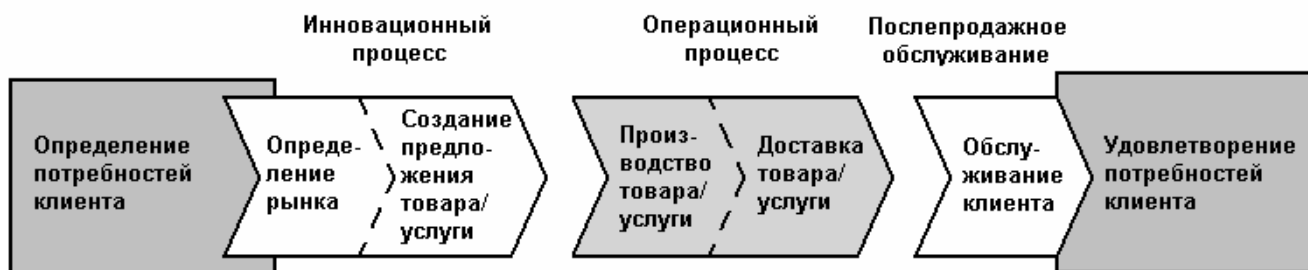 Инновационный
процесс
Операционный
процесс
Послепродажное
обслуживание
Определение
потребностей
клиента
Опреде-
ление
рынка
Создание
предло-
жения
товара/
услуги
Произ-
водство
товара/
услуги
Доставка
товара/
услуги
Обслу-
живание
клиента
Удовлетворение
потребностей
клиента